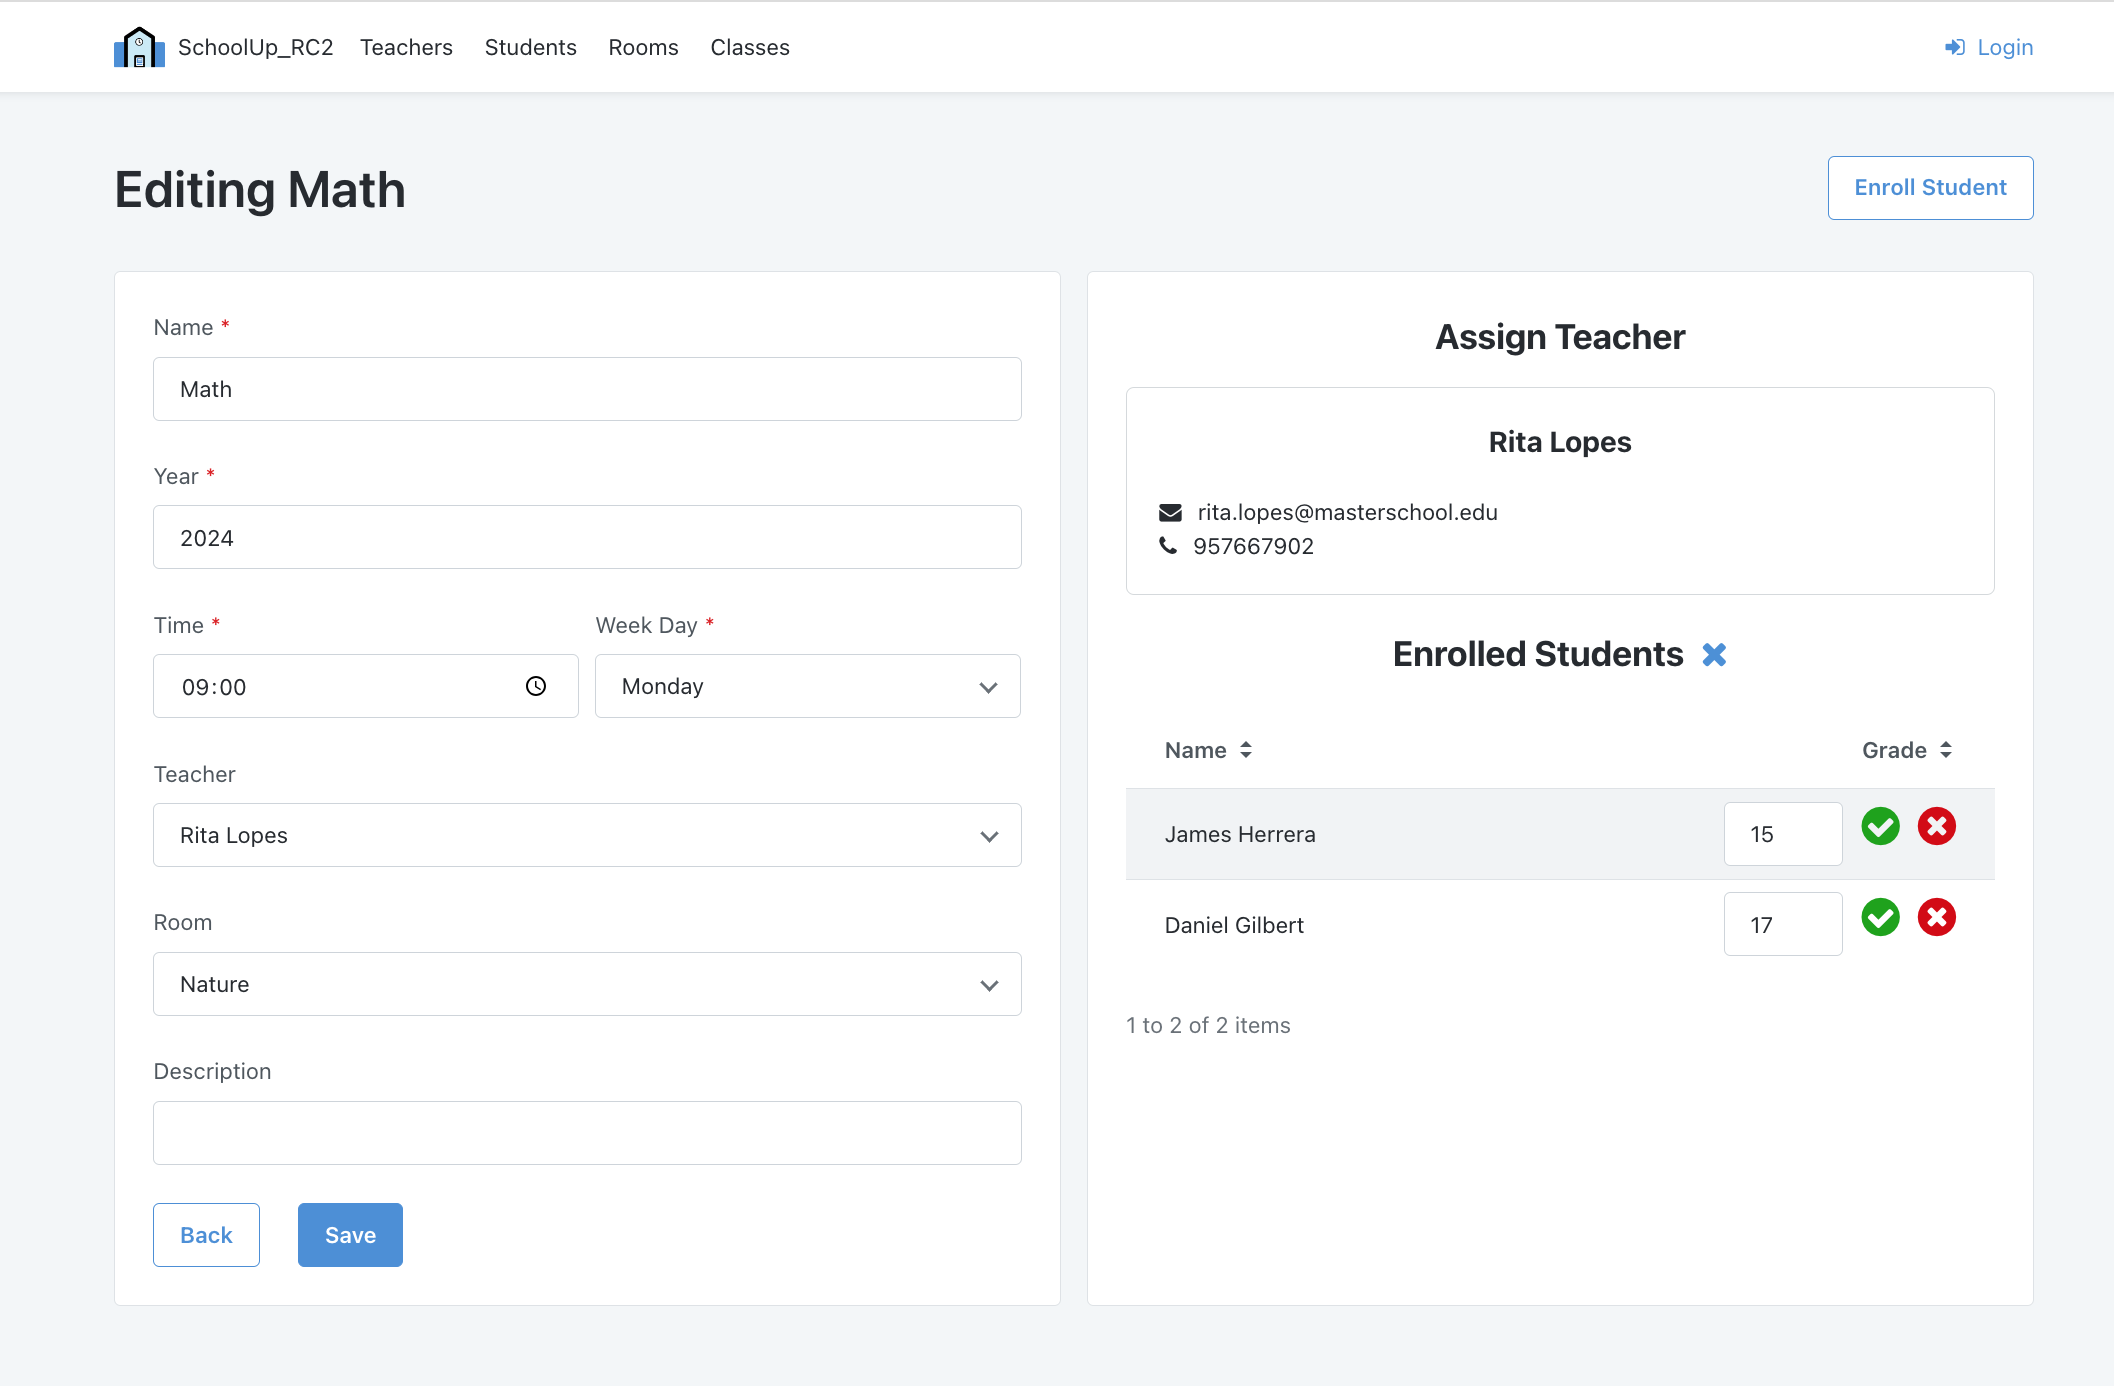 SchoolUp_RC2 Teachers Students Rooms Classes Login
Editing Math
Enroll Student
Name *
Math
Year *
2024
Time * Week Day *
09:00 Monday
Teacher
Rita Lopes
Room
Nature
Description
Back Save
Assign Teacher
Rita Lopes
rita.lopes@masterschool.edu
957667902
Enrolled Students
Name Grade
James Herrera 15
Daniel Gilbert 17
1 to 2 of 2 items